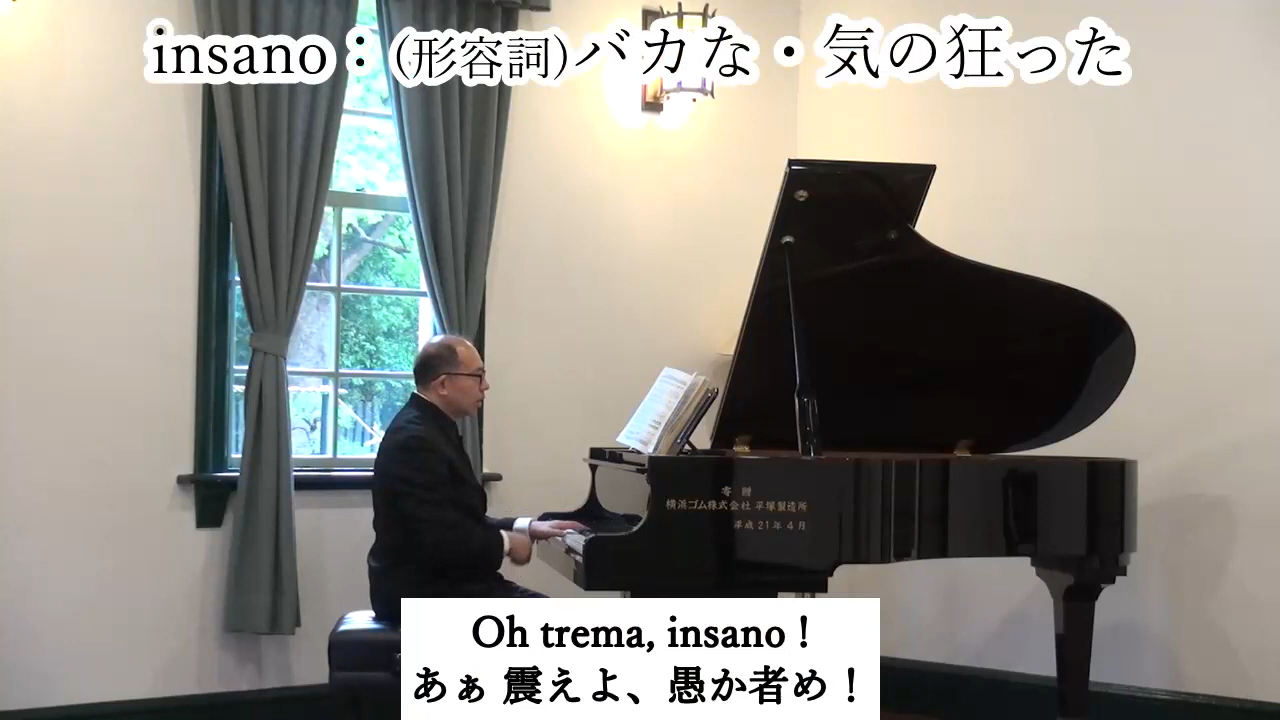 insano：(形容詞)バカな・気の狂った
寄贈
横浜ゴム株式会社 平塚製造所
平成21年4月
Oh trema, insano !
あぁ 震えよ、愚か者め！